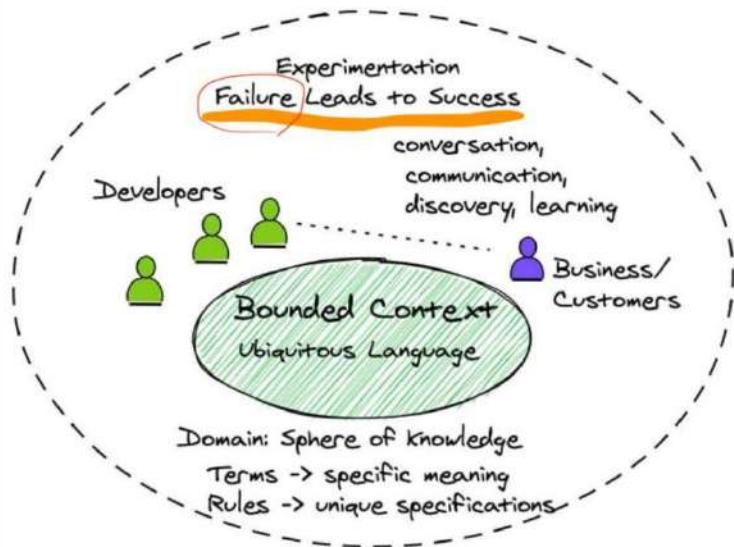 Experimentation
Failure Leads to Success
conversation,
communication,
discovery, learning
Developers
Business/
Customers
Bounded Context
Ubiquitous Language
Domain: Sphere of Knowledge
Terms -> specific meaning
Rules -> unique specifications